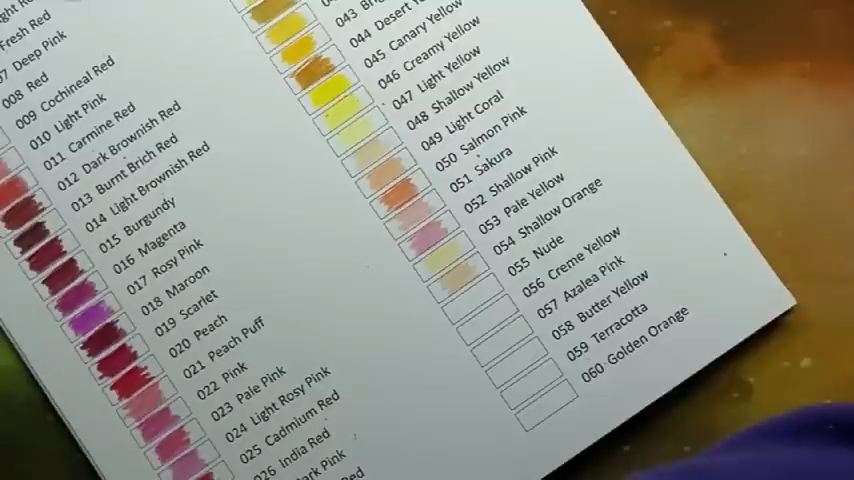 Fresh Red
Deep Pink
008 Red
009 Cochineal Red
010 Light Pink
011 Carmine Red
012 Dark Brownish Red
013 Burnt Brich Red
014 Light Brownish Red
015 Burgundy
016 Magenta
017 Rosy Pink
018 Maroon
019 Scarlet
020 Peach
021 Peach Puff
022 Pink
023 Pale Pink
024 Light Rosy Pink
025 Cadmium Red
026 India Red
Pink
Red
043
044 Desert
045 Canary Yellow
046 Creamy Yellow
047 Light Yellow
048 Shallow Yellow
049 Light Coral
050 Salmon Pink
051 Sakura
052 Shallow Pink
053 Pale Yellow
054 Shallow Orange
055 Nude
056 Creme Yellow
057 Azalea Pink
058 Butter Yellow
059 Terracotta
060 Golden Orange